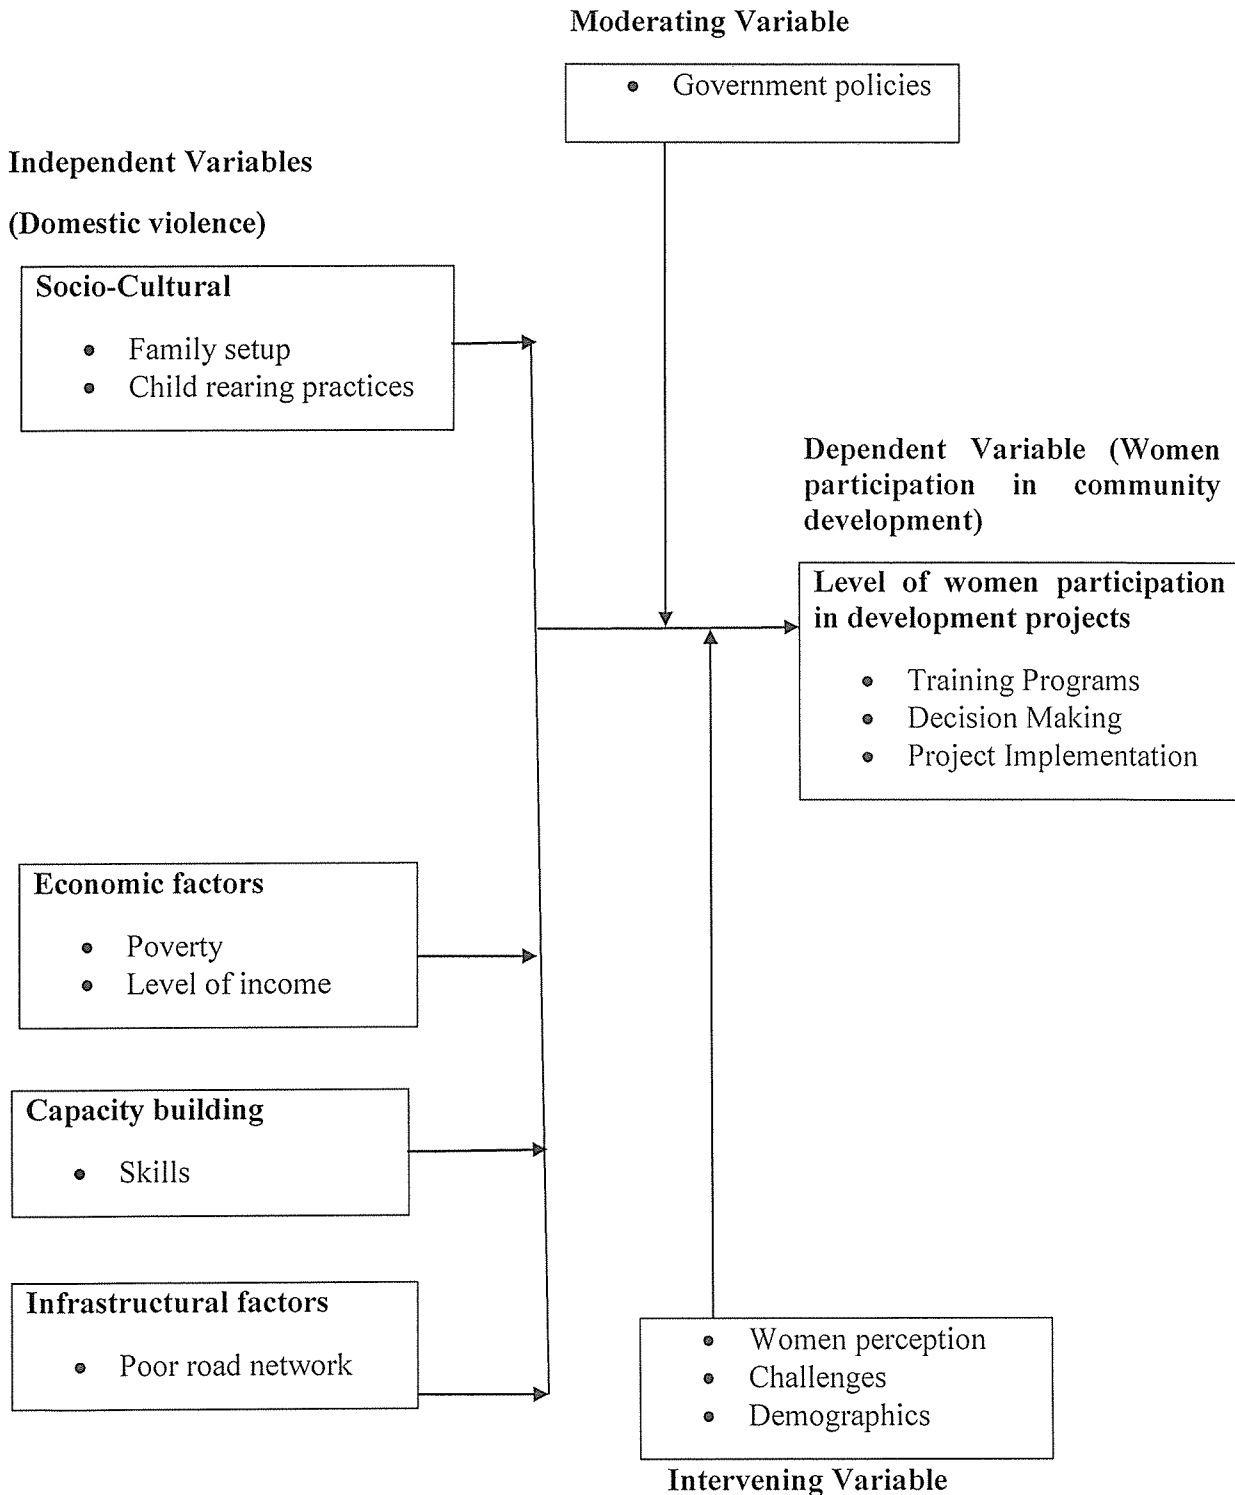 Moderating Variable
• Government policies
Independent Variables
(Domestic violence)
Socio-Cultural
• Family setup
• Child rearing practices
Dependent Variable (Women
participation in community
development)
Level of women participation
in development projects
• Training Programs
• Decision Making
• Project Implementation
Economic factors
• Poverty
• Level of income
Capacity building
• Skills
Infrastructural factors
• Poor road network
• Women perception
• Challenges
• Demographics
Intervening Variable